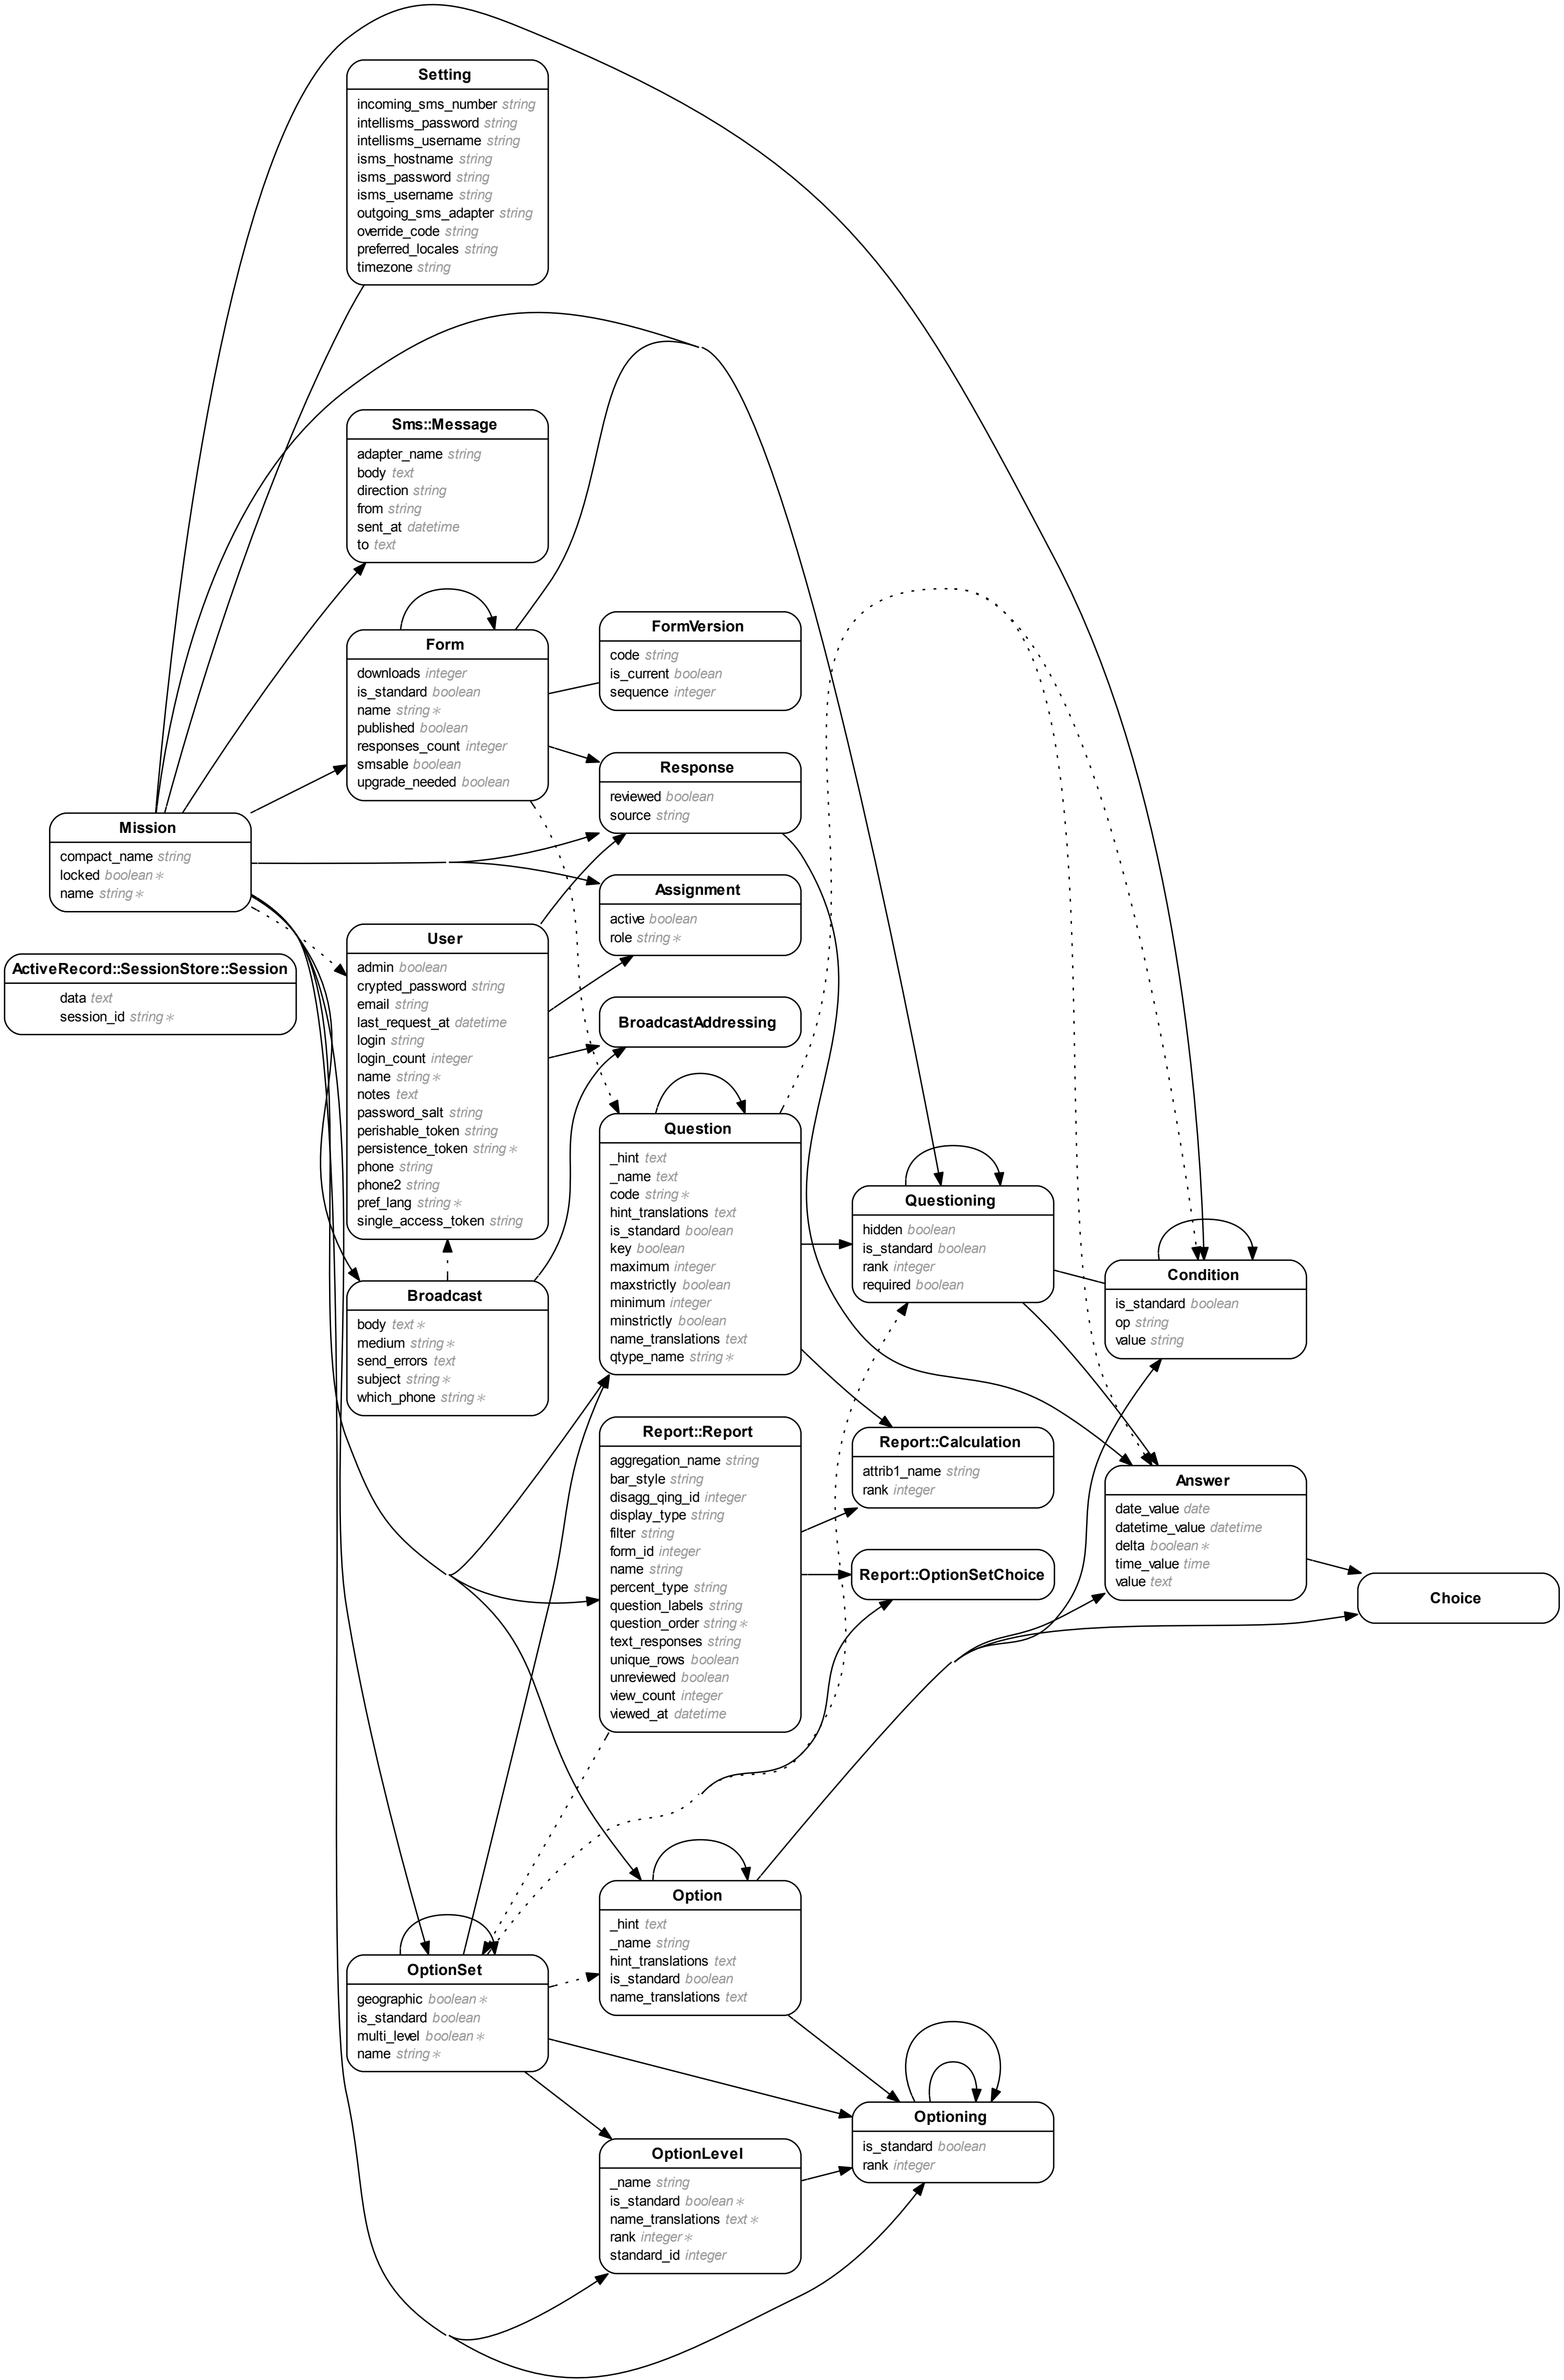 Setting
incoming_sms_number string
intellisms_password string
intellisms_username string
isms_hostname string
isms_password string
isms_username string
outgoing_sms_adapter string
override_code string
preferred_locales string
timezone string
Sms::Message
adapter_name string
body text
direction string
from string
sent_at datetime
to text
Form
downloads integer
is_standard boolean
name string∗
published boolean
responses_count integer
smsable boolean
upgrade_needed boolean
FormVersion
code string
is_current boolean
sequence integer
Response
reviewed boolean
source string
Mission
compact_name string
locked boolean∗
name string∗
Assignment
active boolean
role string∗
ActiveRecord::SessionStore::Session
data text
session_id string∗
User
admin boolean
crypted_password string
email string
last_request_at datetime
login string
login_count integer
name string∗
notes text
password_salt string
perishable_token string
persistence_token string∗
phone string
phone2 string
pref_lang string∗
single_access_token string
BroadcastAddressing
Question
_hint text
_name text
code string∗
hint_translations text
is_standard boolean
key boolean
maximum integer
maxstrictly boolean
minimum integer
minstrictly boolean
name_translations text
qtype_name string∗
Questioning
hidden boolean
is_standard boolean
rank integer
required boolean
Condition
is_standard boolean
op string
value string
Broadcast
body text∗
medium string∗
send_errors text
subject string∗
which_phone string∗
Report::Report
aggregation_name string
bar_style string
disagg_qing_id integer
display_type string
filter string
form_id integer
name string
percent_type string
question_labels string
question_order string∗
text_responses string
unique_rows boolean
unreviewed boolean
view_count integer
viewed_at datetime
Report::Calculation
attrib1_name string
rank integer
Answer
date_value date
datetime_value datetime
delta boolean∗
time_value time
value text
Report::OptionSetChoice
Choice
Option
_hint text
_name string
hint_translations text
is_standard boolean
name_translations text
OptionSet
geographic boolean∗
is_standard boolean
multi_level boolean∗
name string∗
Optioning
is_standard boolean
rank integer
OptionLevel
_name string
is_standard boolean∗
name_translations text∗
rank integer∗
standard_id integer